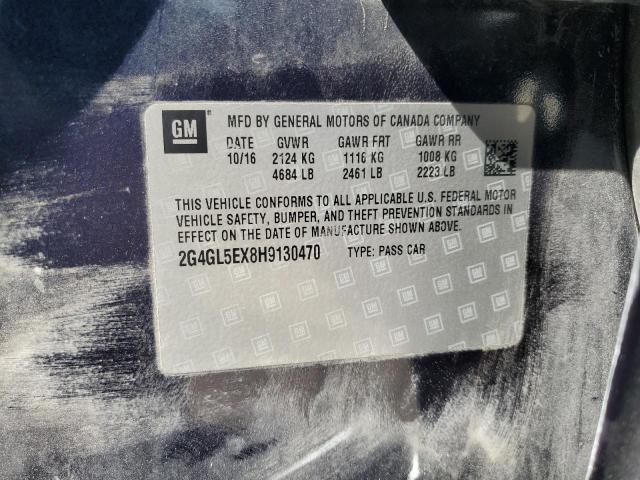 GM
MFD BY GENERAL MOTORS OF CANADA COMPANY
DATE GVWR GAWR FRT GAWR RR
10/16 2124 KG 1116 KG 1008 KG
4684 LB 2461 LB 2223 LB
THIS VEHICLE CONFORMS TO ALL APPLICABLE U.S. FEDERAL MOTOR
VEHICLE SAFETY, BUMPER, AND THEFT PREVENTION STANDARDS IN
EFFECT ON THE DATE OF MANUFACTURE SHOWN ABOVE.
2G4GL5EX8H9130470 TYPE: PASS CAR